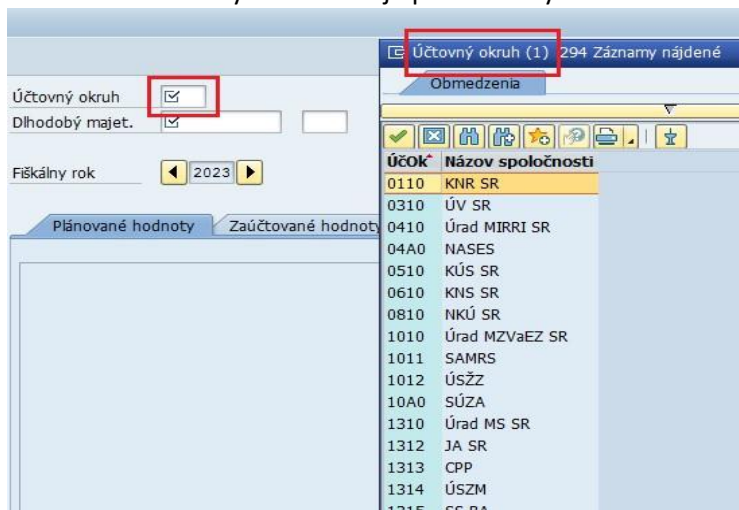 Účtovný okruh
Dlhodobý majet.
Fiškálny rok 2023
Plánované hodnoty Zaúčtované hodnoty
Účtovný okruh (1) 294 Záznamy nájdené
Obmedzenia
ÚčOk Názov spoločnosti
0110 KNR SR
0310 ÚV SR
0410 Úrad MIRRI SR
04A0 NASES
0510 KÚS SR
0610 KNS SR
0810 NKÚ SR
1010 Úrad MZVaEZ SR
1011 SAMRS
1012 ÚSŽZ
10A0 SÚZA
1310 Úrad MS SR
1312 JA SR
1313 CPP
1314 ÚSZM